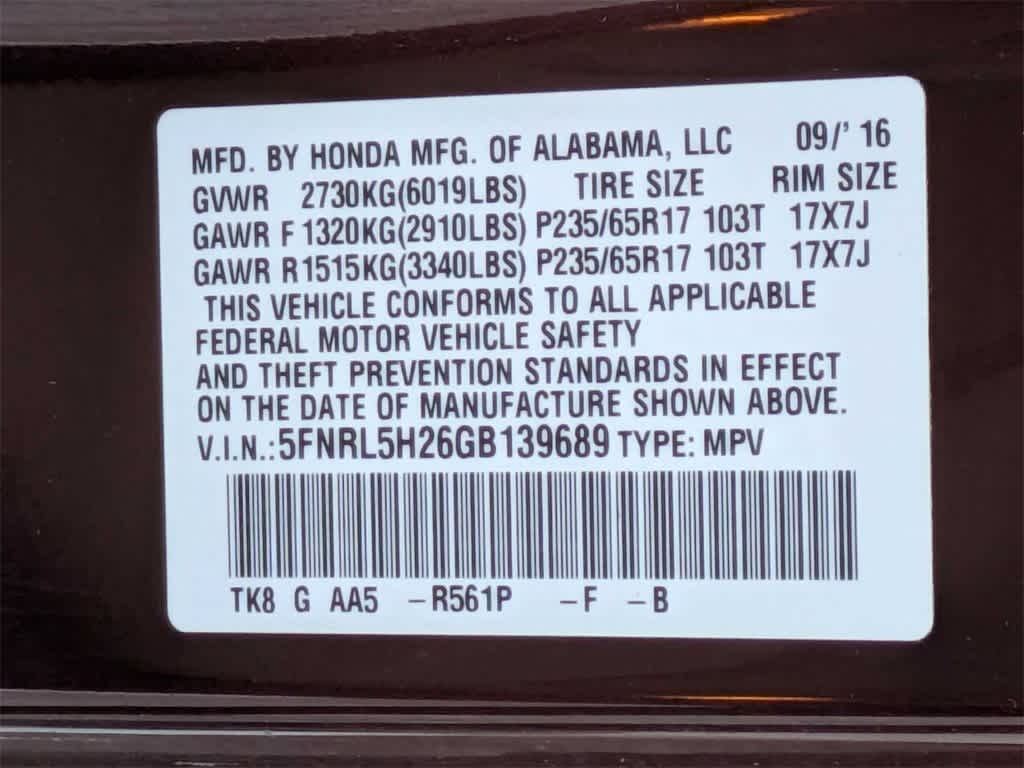 MFD. BY HONDA MFG. OF ALABAMA, LLC 09/' 16
GVWR 2730KG(6019LBS) TIRE SIZE RIM SIZE
GAWR F 1320KG(2910LBS) P235/65R17 103T 17X7J
GAWR R1515KG(3340LBS) P235/65R17 103T 17X7J
THIS VEHICLE CONFORMS TO ALL APPLICABLE
FEDERAL MOTOR VEHICLE SAFETY
AND THEFT PREVENTION STANDARDS IN EFFECT
ON THE DATE OF MANUFACTURE SHOWN ABOVE.
V.I.N.:5FNRL5H26GB139689 TYPE: MPV
TK8 G AA5 -R561P -F -B